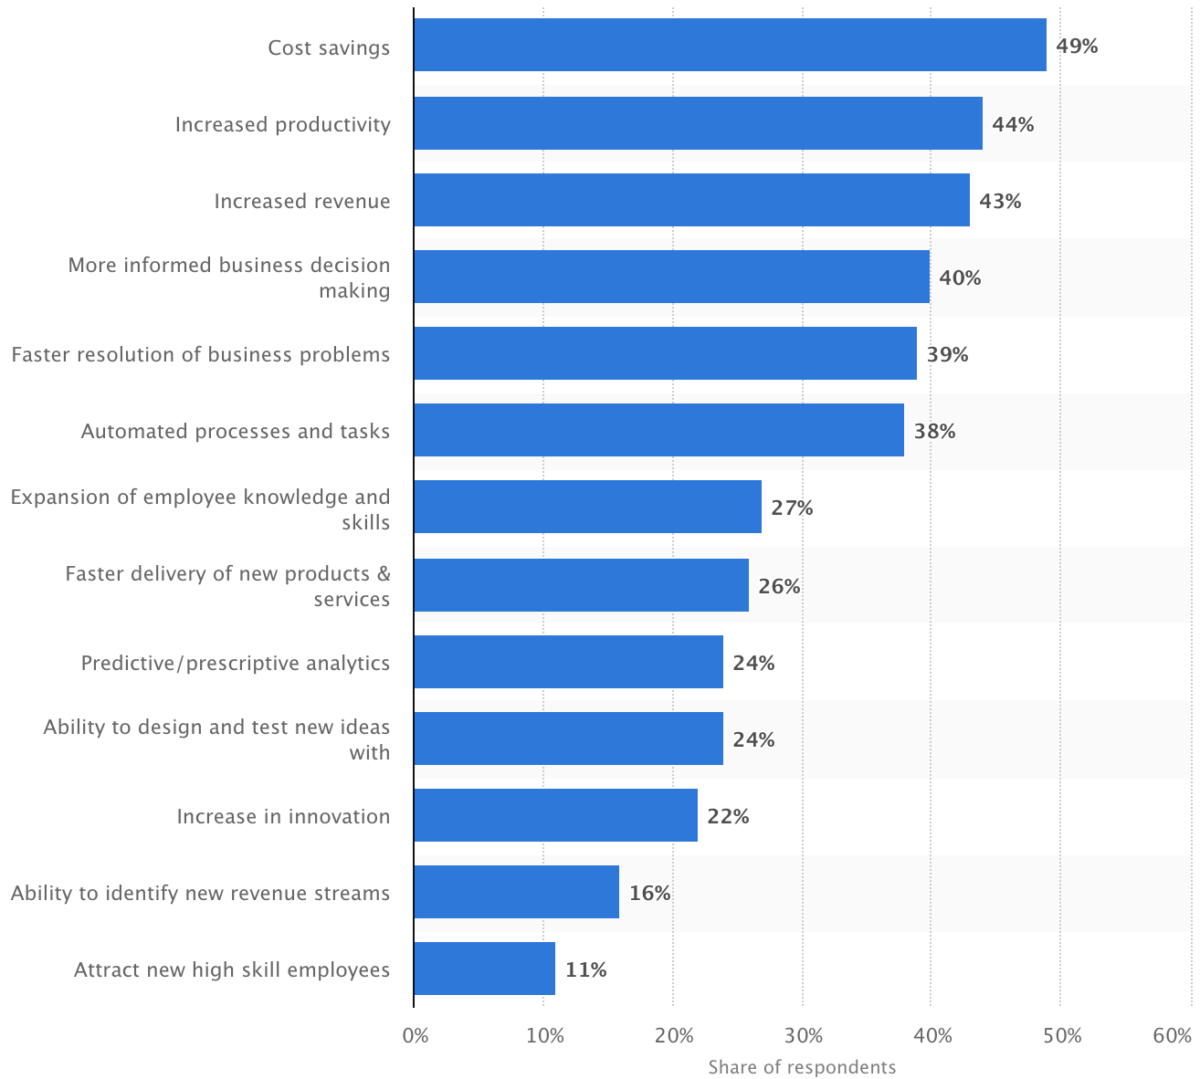 Cost savings
49%
Increased productivity
44%
Increased revenue
43%
More informed business decision
making
40%
Faster resolution of business problems
39%
Automated processes and tasks
38%
Expansion of employee knowledge and
skills
27%
Faster delivery of new products &
services
26%
Predictive/prescriptive analytics
24%
Ability to design and test new ideas
with
24%
Increase in innovation
22%
Ability to identify new revenue streams
16%
Attract new high skill employees
11%
0% 10% 20% 30% 40% 50% 60%
Share of respondents